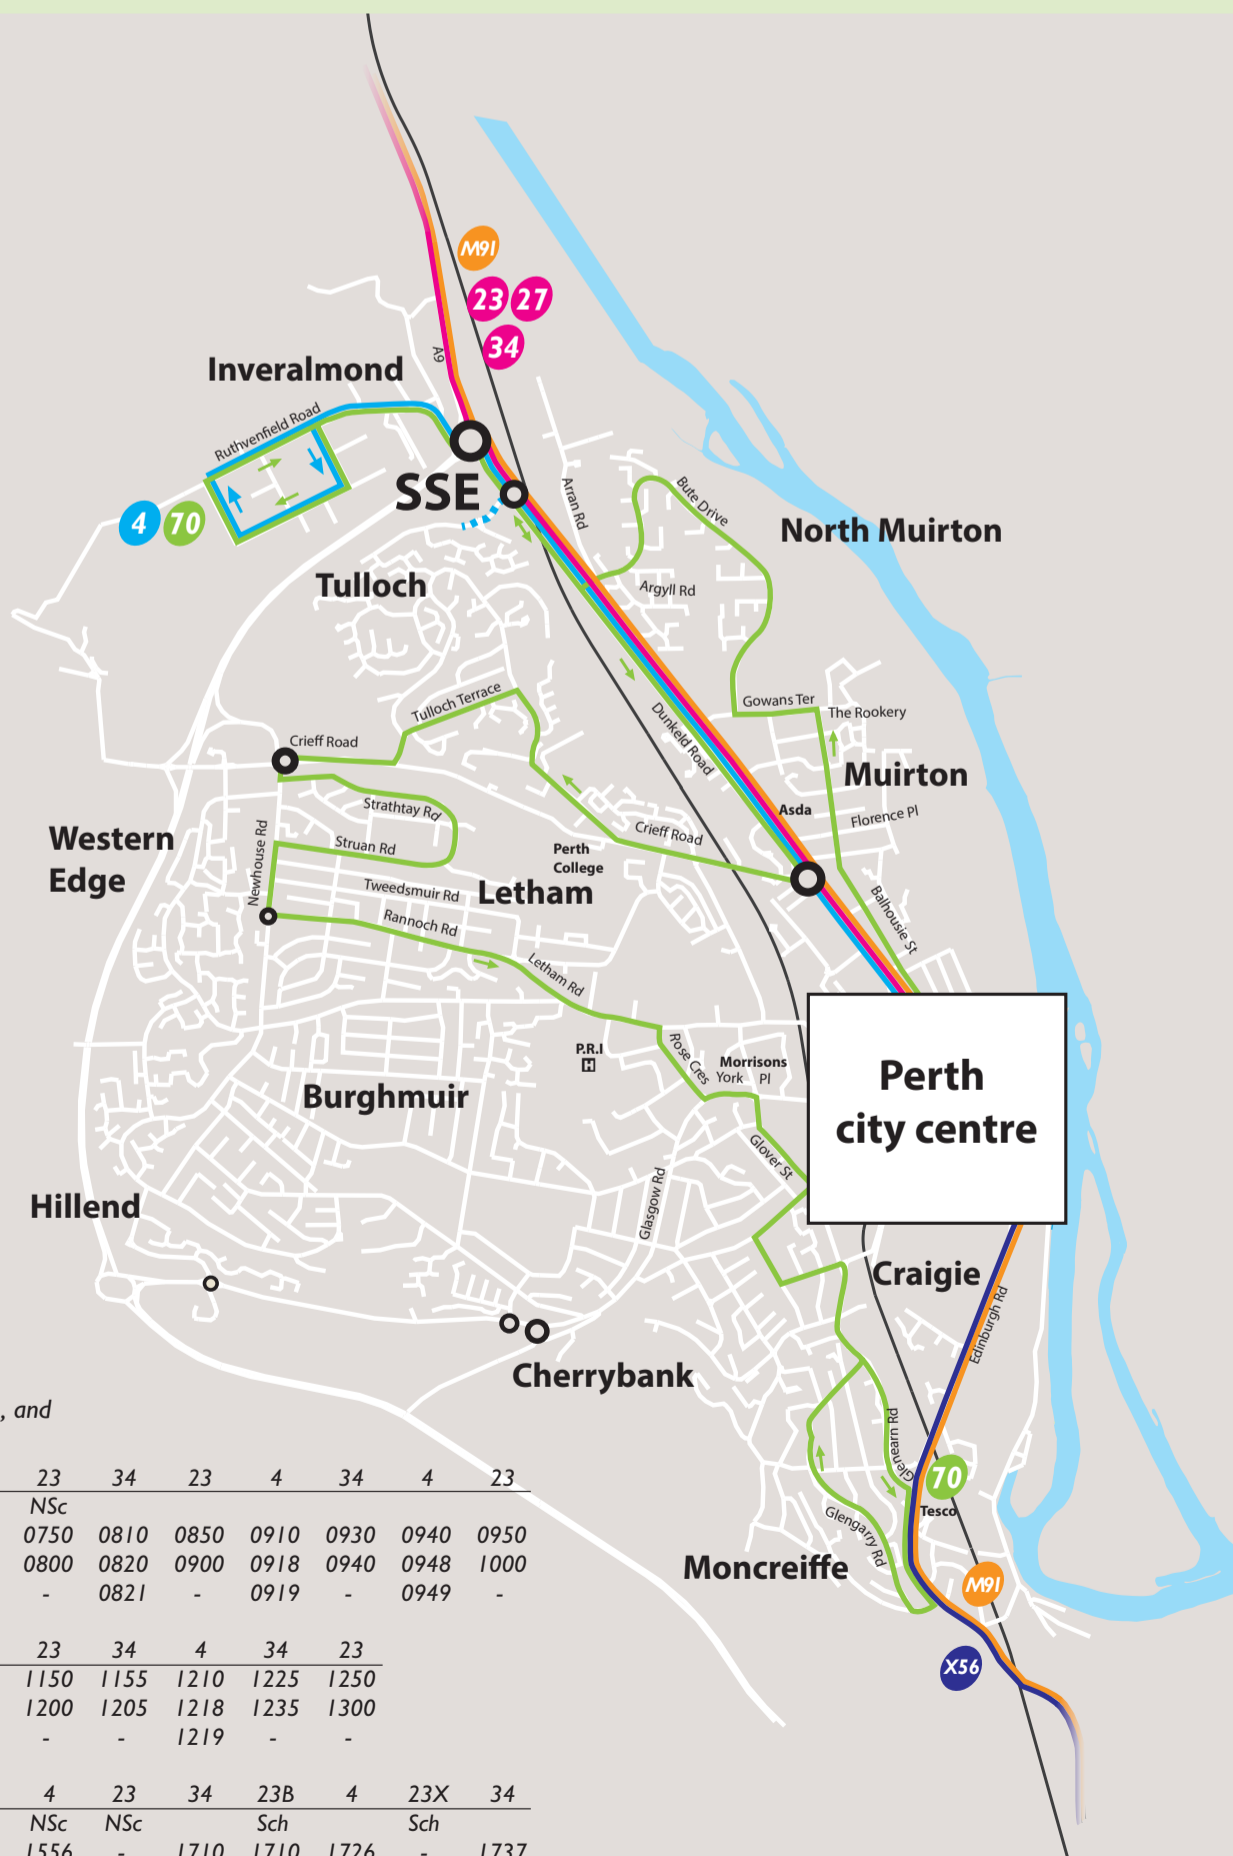 M91
23 27
34
A9
Inveralmond
Ruthvenfield Road
SSE
4 70
Arran Rd
Bute Drive
North Muirton
Tulloch
Argyll Rd
Tulloch Terrace
Gowans Ter
The Rookery
Crieff Road
Dunkeld Road
Muirton
Strathtay Rd
Asda
Florence Pl
Western
Edge
Newhouse Rd
Struan Rd
Perth
College
Crieff Road
Tweedsmuir Rd
Letham
Rannoch Rd
Balhousie St
Letham Rd
P.R.I
H
Rose Cres
Morrisons
York Pl
Perth
city centre
Burghmuir
Glover St
Hillend
Glasgow Rd
Craigie
Edinburgh Rd
Cherrybank
Glenearn Rd
70
Tesco
Glengarry Rd
Moncreiffe
M91
X56
, and
23 34 23 4 34 4 23
NSc
0750 0810 0850 0910 0930 0940 0950
0800 0820 0900 0918 0940 0948 1000
- 0821 - 0919 - 0949 -
23 34 4 34 23
1150 1155 1210 1225 1250
1200 1205 1218 1235 1300
- - 1219 - -
4 23 34 23B 4 23X 34
NSc NSc Sch Sch
1556 - 1710 1710 1726 - 1737